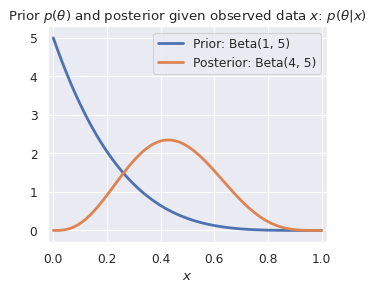 Prior p(θ) and posterior given observed data x: p(θ|x)
Prior: Beta(1, 5)
Posterior: Beta(4, 5)
5
4
3
2
1
0
0.0 0.2 0.4 0.6 0.8 1.0
x